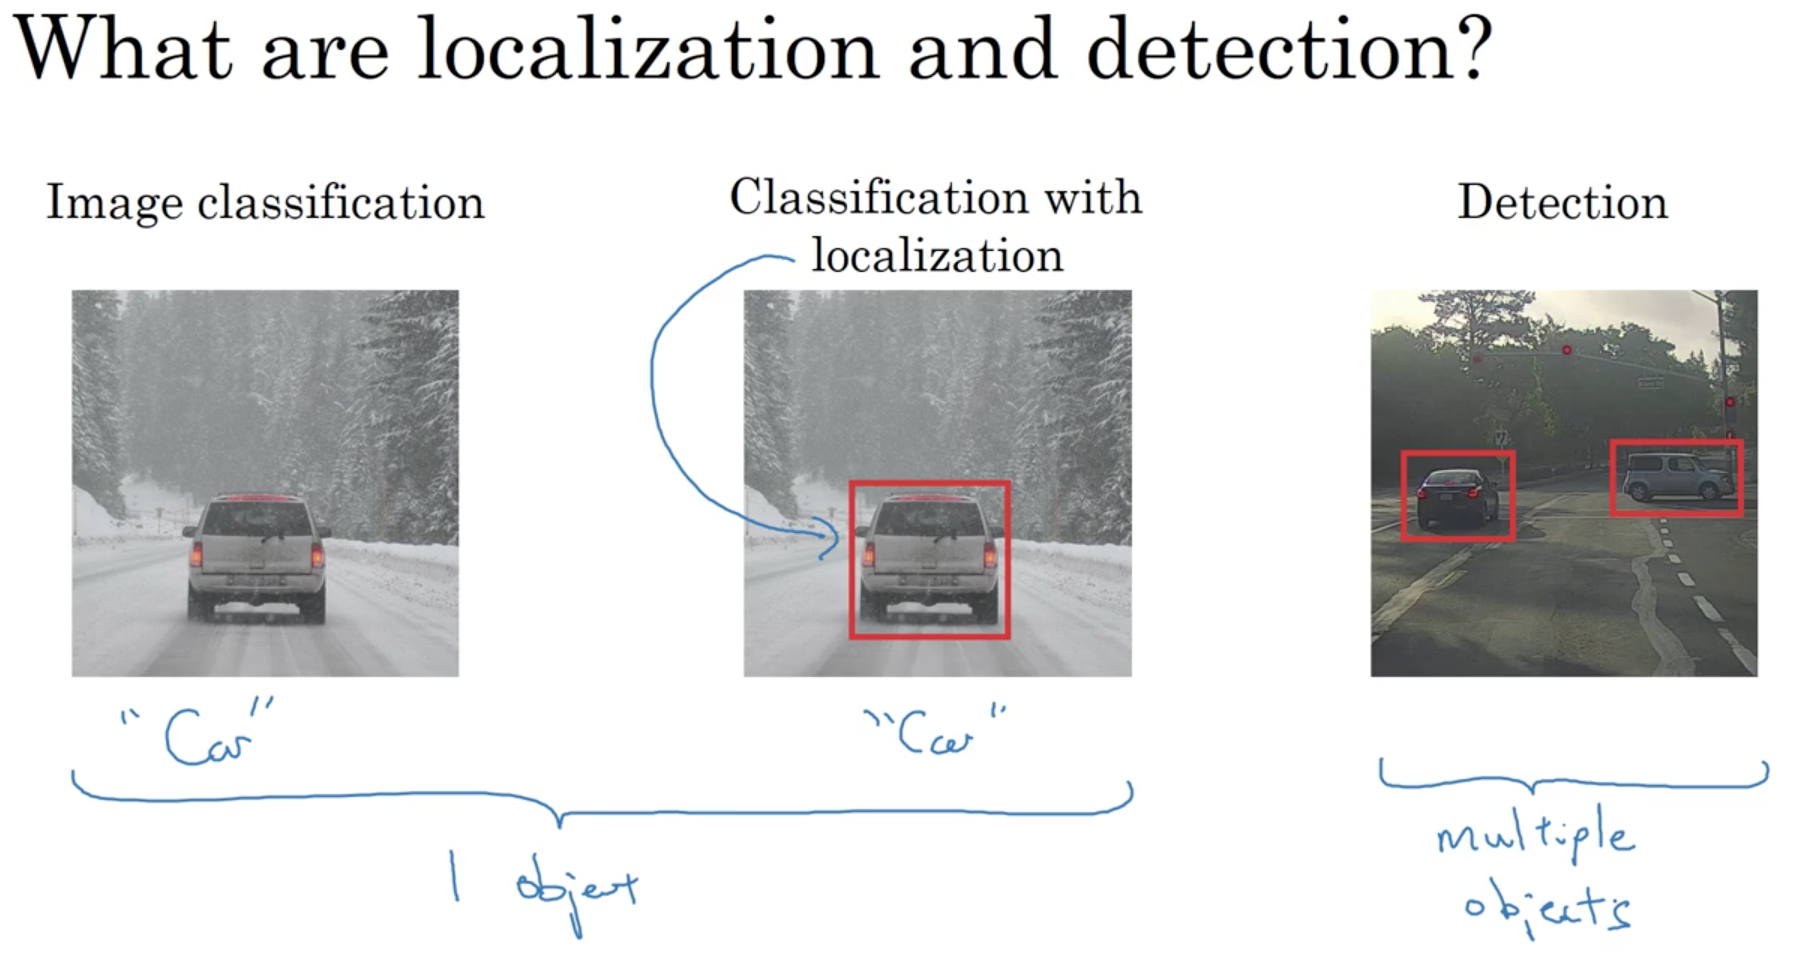 What are localization and detection?
Image classification
Classification with
localization
Detection
"Car"
"Car"
1 object
multiple
objects